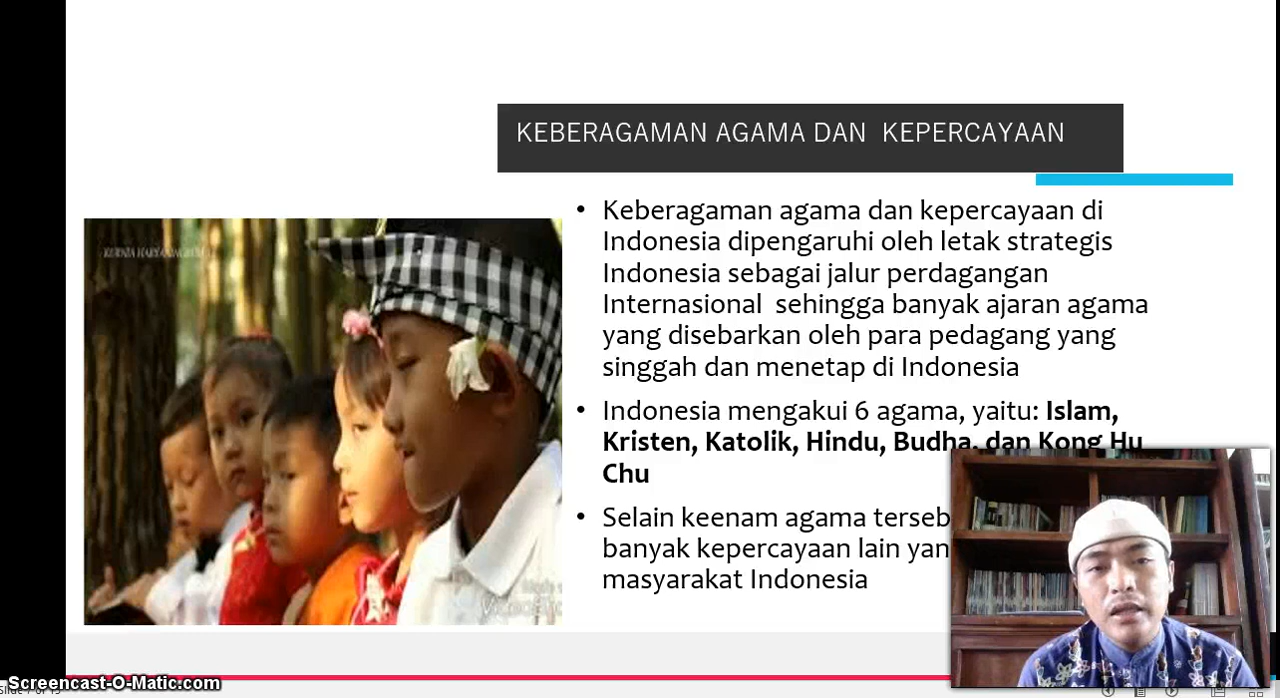 KEBERAGAMAN AGAMA DAN KEPERCAYAAN
• Keberagaman agama dan kepercayaan di
Indonesia dipengaruhi oleh letak strategis
Indonesia sebagai jalur perdagangan
Internasional sehingga banyak ajaran agama
yang disebarkan oleh para pedagang yang
singgah dan menetap di Indonesia
• Indonesia mengakui 6 agama, yaitu: Islam,
Kristen, Katolik, Hindu, Budha, dan Kong Hu
Chu
• Selain keenam agama terseb
banyak kepercayaan lain yan
masyarakat Indonesia
Screencast-O-Matic.com